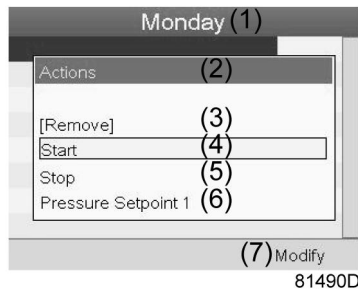 Monday (1)
Actions (2)
[Remove] (3)
Start (4)
Stop (5)
Pressure Setpoint 1 (6)
(7) Modify
81490D